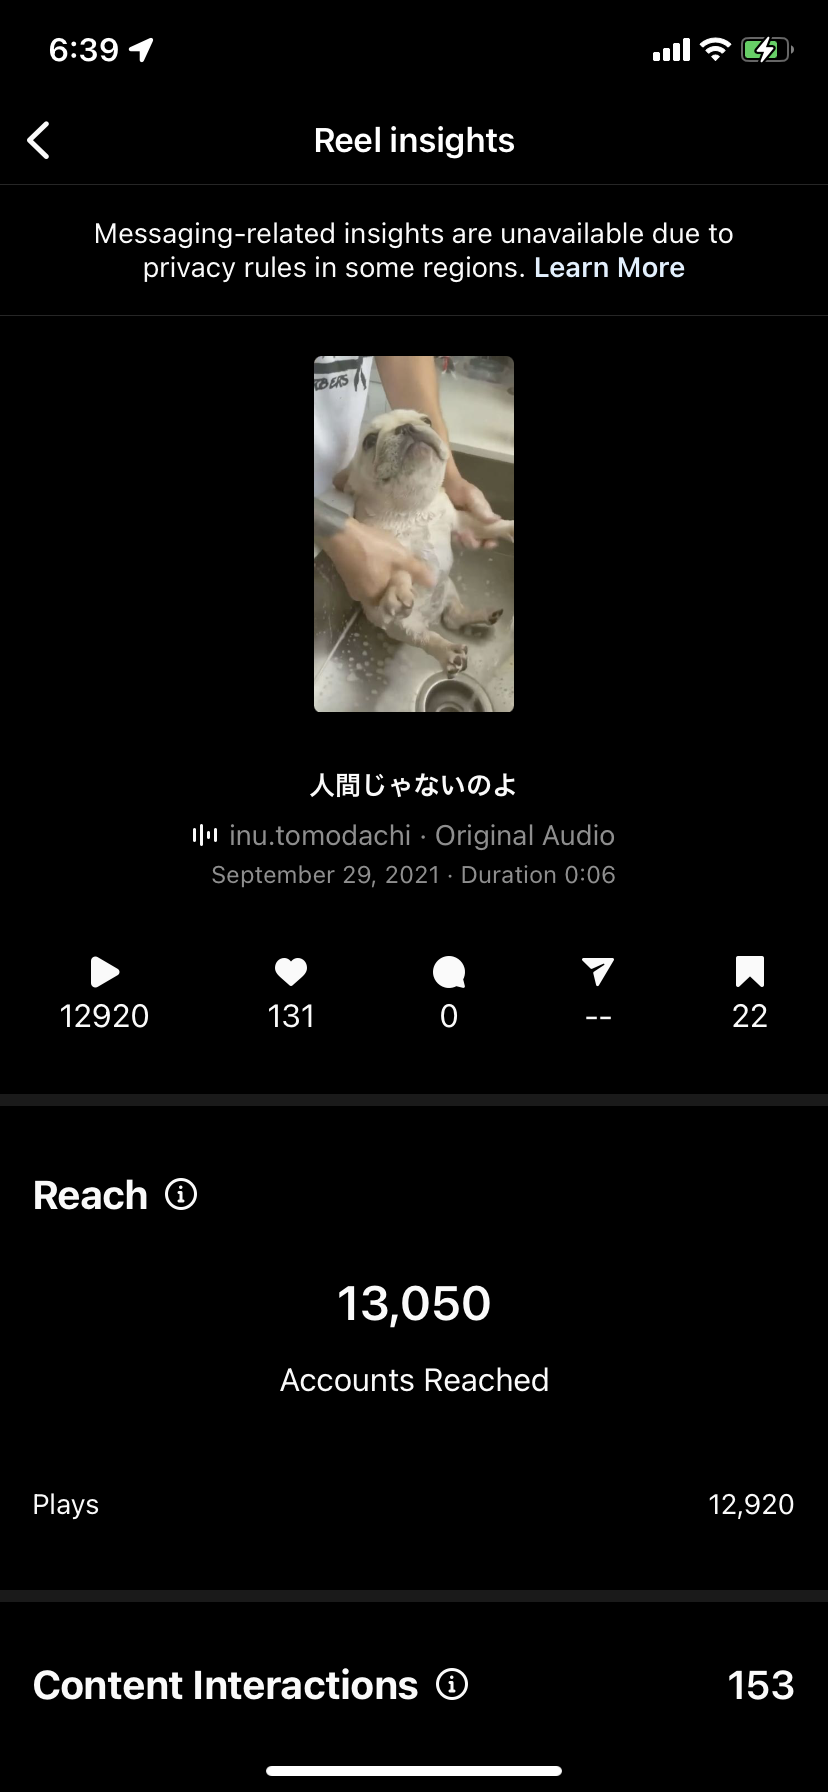 6:39
Reel insights
Messaging-related insights are unavailable due to
privacy rules in some regions. Learn More
人間じゃないのよ
inu.tomodachi · Original Audio
September 29, 2021 · Duration 0:06
12920 131 0 -- 22
Reach
13,050
Accounts Reached
Plays 12,920
Content Interactions 153